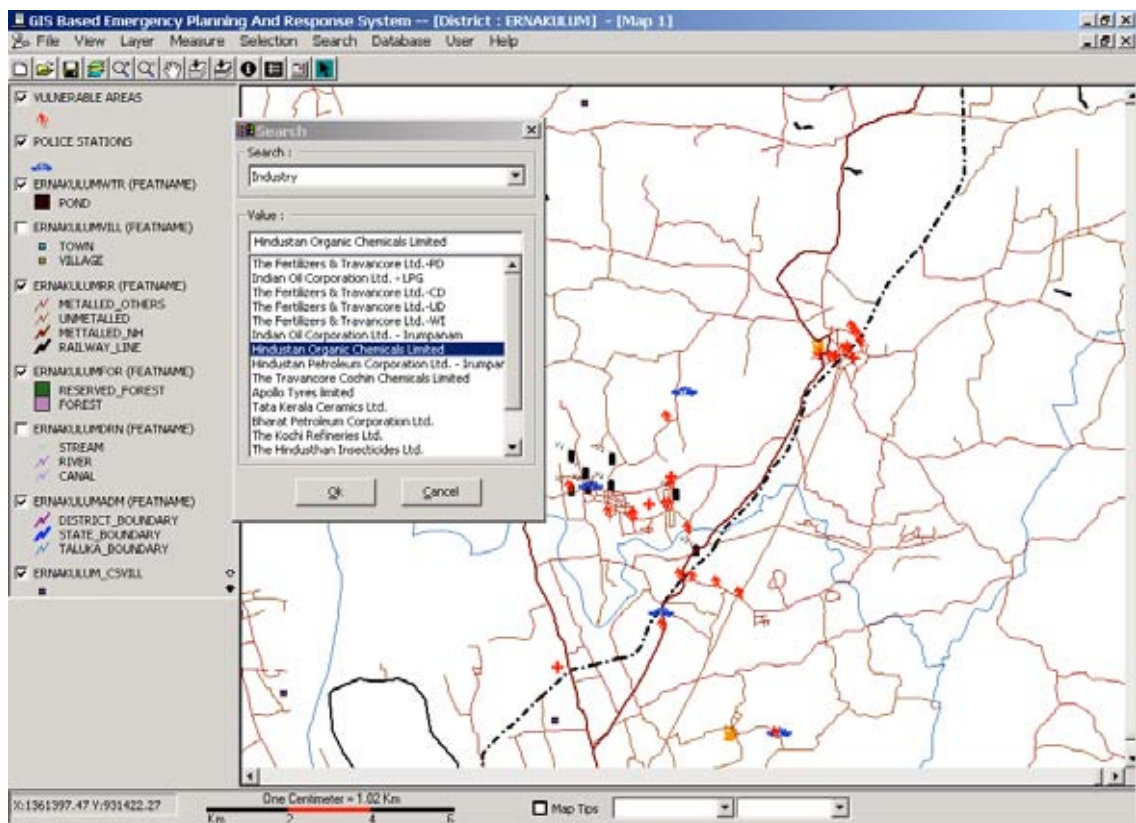 GIS Based Emergency Planning And Response System -- [District : ERNAKULUM] - [Map 1]
File View Layer Measure Selection Search Database User Help
VULNERABLE AREAS
POLICE STATIONS
ERNAKULUMWTR (FEATNAME)
POND
ERNAKULUMVILL (FEATNAME)
TOWN
VILLAGE
ERNAKULUMRR (FEATNAME)
METALLED_OTHERS
UNMETALLED
METTALLED_NH
RAILWAY_LINE
ERNAKULUMFOR (FEATNAME)
RESERVED_FOREST
FOREST
ERNAKULUMDRN (FEATNAME)
STREAM
RIVER
CANAL
ERNAKULUMADM (FEATNAME)
DISTRICT_BOUNDARY
STATE_BOUNDARY
TALUKA_BOUNDARY
ERNAKULUM_CSVILL
Search
Search :
Industry
Value :
Hindustan Organic Chemicals Limited
The Fertilizers & Travancore Ltd.-PD
Indian Oil Corporation Ltd. - LPG
The Fertilizers & Travancore Ltd.-CD
The Fertilizers & Travancore Ltd.-UD
The Fertilizers & Travancore Ltd.-WI
Indian Oil Corporation Ltd. - Irumpanam
Hindustan Organic Chemicals Limited
Hindustan Petroleum Corporation Ltd. - Irumpar
The Travancore Cochin Chemicals Limited
Apollo Tyres limited
Tata Kerala Ceramics Ltd.
Bharat Petroleum Corporation Ltd.
The Kochi Refineries Ltd.
The Hindusthan Insecticides Ltd.
Ok Cancel
X:1361397.47 Y:931422.27
One Centimeter = 1.02 Km
Km 2 4 6
Map Tips